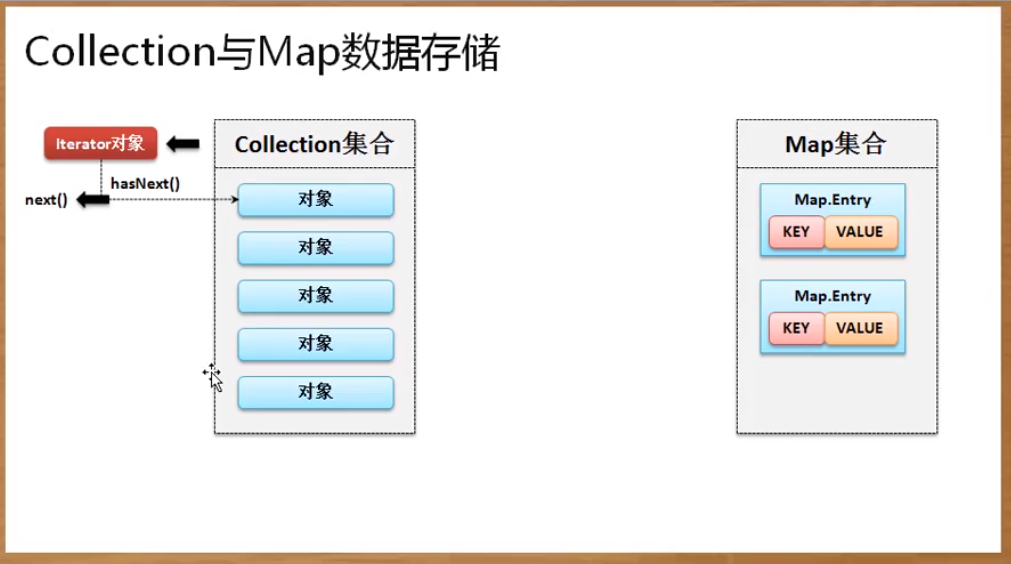 Collection与Map数据存储
Iterator对象
hasNext()
next()
Collection集合
对象
对象
对象
对象
对象
Map集合
Map.Entry
KEY VALUE
Map.Entry
KEY VALUE